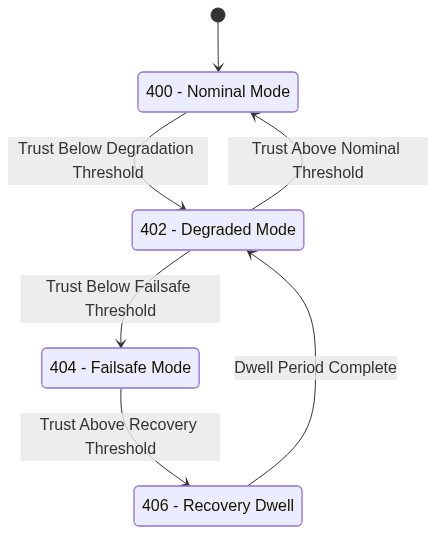 400 - Nominal Mode
Trust Below Degradation
Threshold
Trust Above Nominal
Threshold
402 - Degraded Mode
Trust Below Failsafe
Threshold
404 - Failsafe Mode
Dwell Period Complete
Trust Above Recovery
Threshold
406 - Recovery Dwell